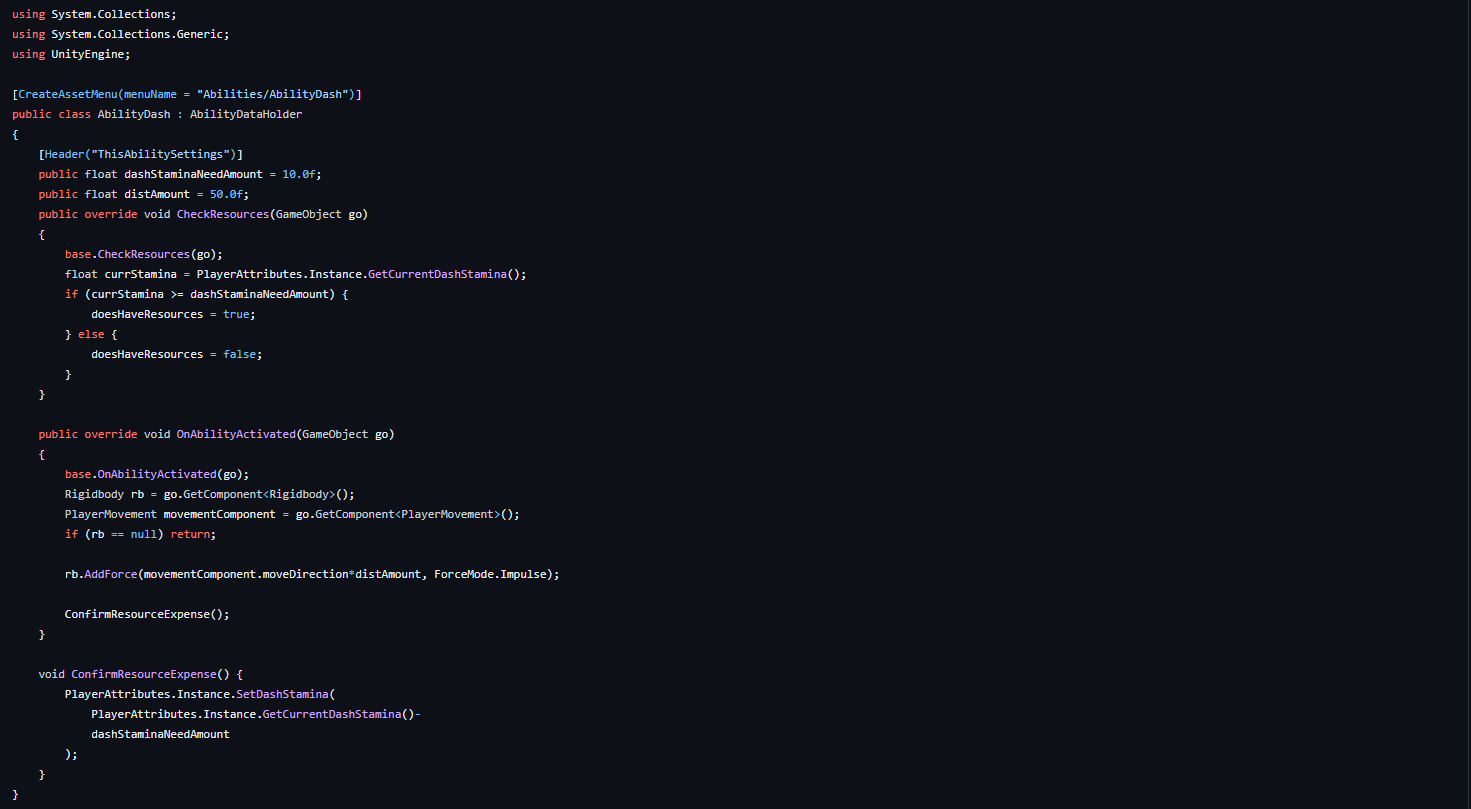 using System.Collections;
using System.Collections.Generic;
using UnityEngine;

[CreateAssetMenu(menuName = "Abilities/AbilityDash")]
public class AbilityDash : AbilityDataHolder
{
    [Header("ThisAbilitySettings")]
    public float dashStaminaNeedAmount = 10.0f;
    public float distAmount = 50.0f;
    public override void CheckResources(GameObject go)
    {
        base.CheckResources(go);
        float currStamina = PlayerAttributes.Instance.GetCurrentDashStamina();
        if (currStamina >= dashStaminaNeedAmount) {
            doesHaveResources = true;
        } else {
            doesHaveResources = false;
        }
    }

    public override void OnAbilityActivated(GameObject go)
    {
        base.OnAbilityActivated(go);
        Rigidbody rb = go.GetComponent<Rigidbody>();
        PlayerMovement movementComponent = go.GetComponent<PlayerMovement>();
        if (rb == null) return;

        rb.AddForce(movementComponent.moveDirection*distAmount, ForceMode.Impulse);

        ConfirmResourceExpense();
    }

    void ConfirmResourceExpense() {
        PlayerAttributes.Instance.SetDashStamina(
            PlayerAttributes.Instance.GetCurrentDashStamina()-
            dashStaminaNeedAmount
        );
    }
}